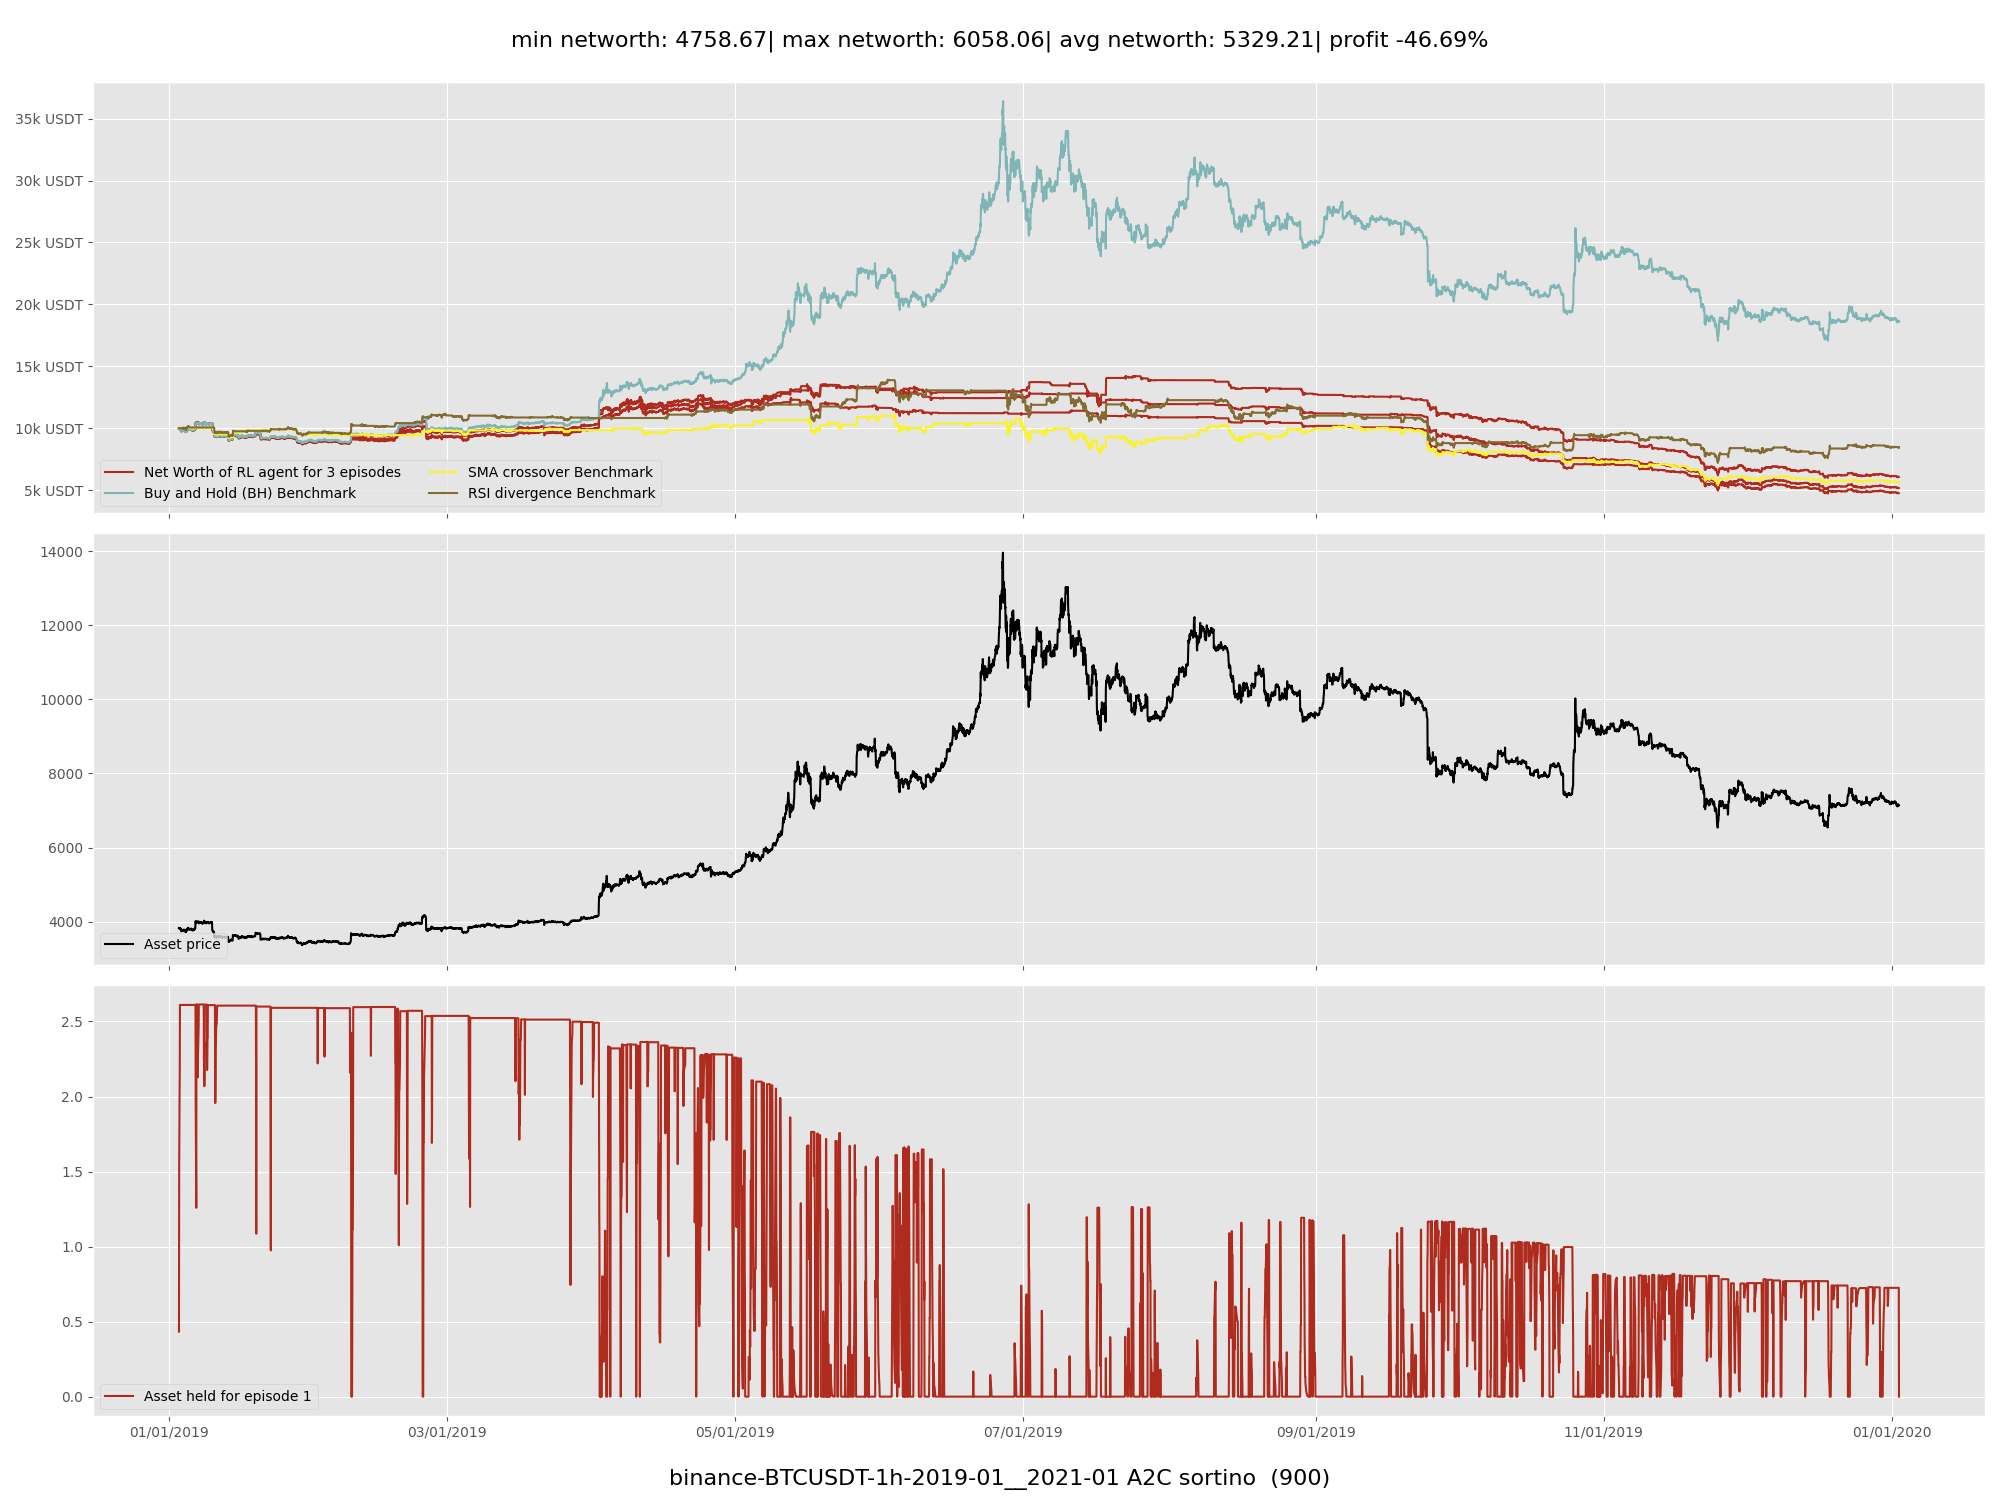 min networth: 4758.67| max networth: 6058.06| avg networth: 5329.21| profit -46.69%
35k USDT
30k USDT
25k USDT
20k USDT
15k USDT
10k USDT
5k USDT
Net Worth of RL agent for 3 episodes
Buy and Hold (BH) Benchmark
SMA crossover Benchmark
RSI divergence Benchmark
14000
12000
10000
8000
6000
4000
Asset price
2.5
2.0
1.5
1.0
0.5
0.0
Asset held for episode 1
01/01/2019
03/01/2019
05/01/2019
07/01/2019
09/01/2019
11/01/2019
01/01/2020
binance-BTCUSDT-1h-2019-01__2021-01 A2C sortino  (900)